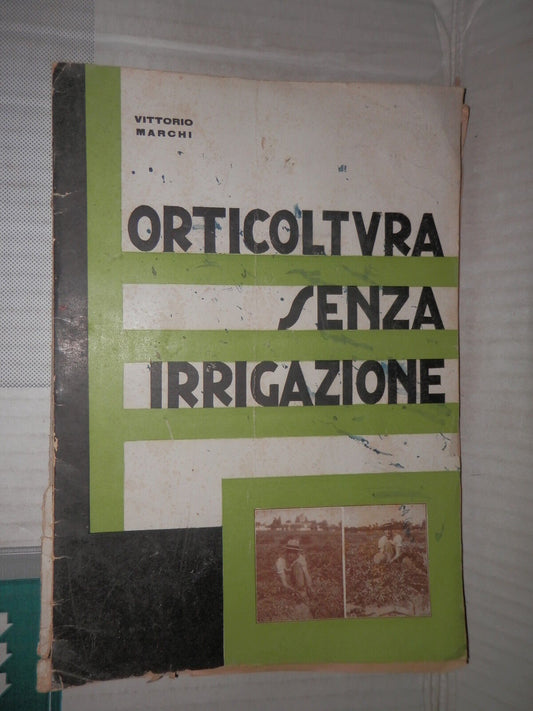 VITTORIO
MARCHI
ORTICOLTVRA
SENZA
IRRIGAZIONE